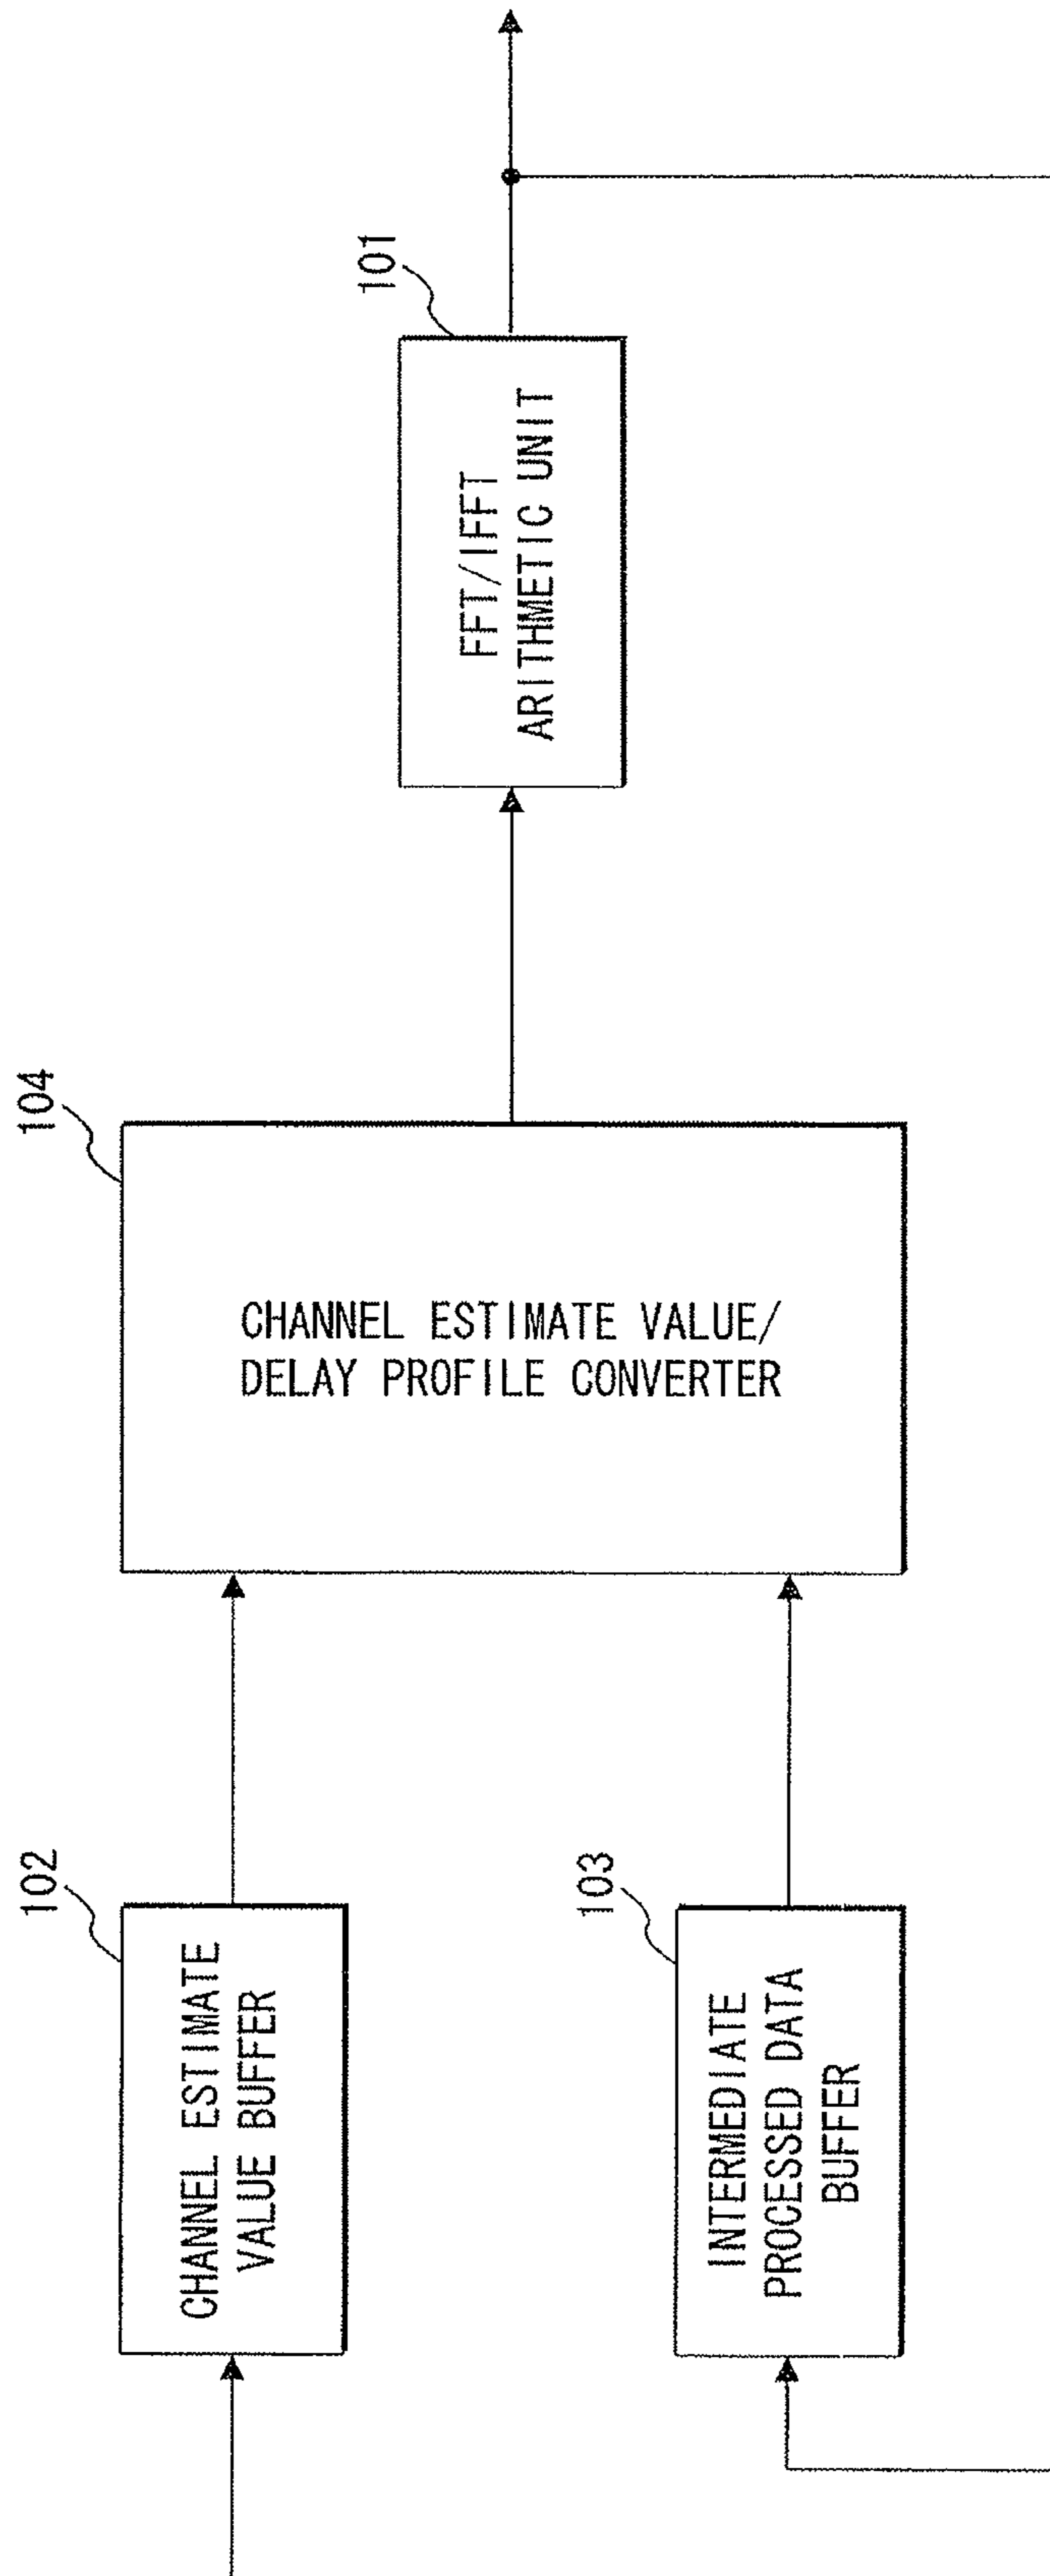 102
CHANNEL ESTIMATE
VALUE BUFFER
103
INTERMEDIATE
PROCESSED DATA
BUFFER
104
CHANNEL ESTIMATE VALUE/
DELAY PROFILE CONVERTER
101
FFT/IFFT
ARITHMETIC UNIT